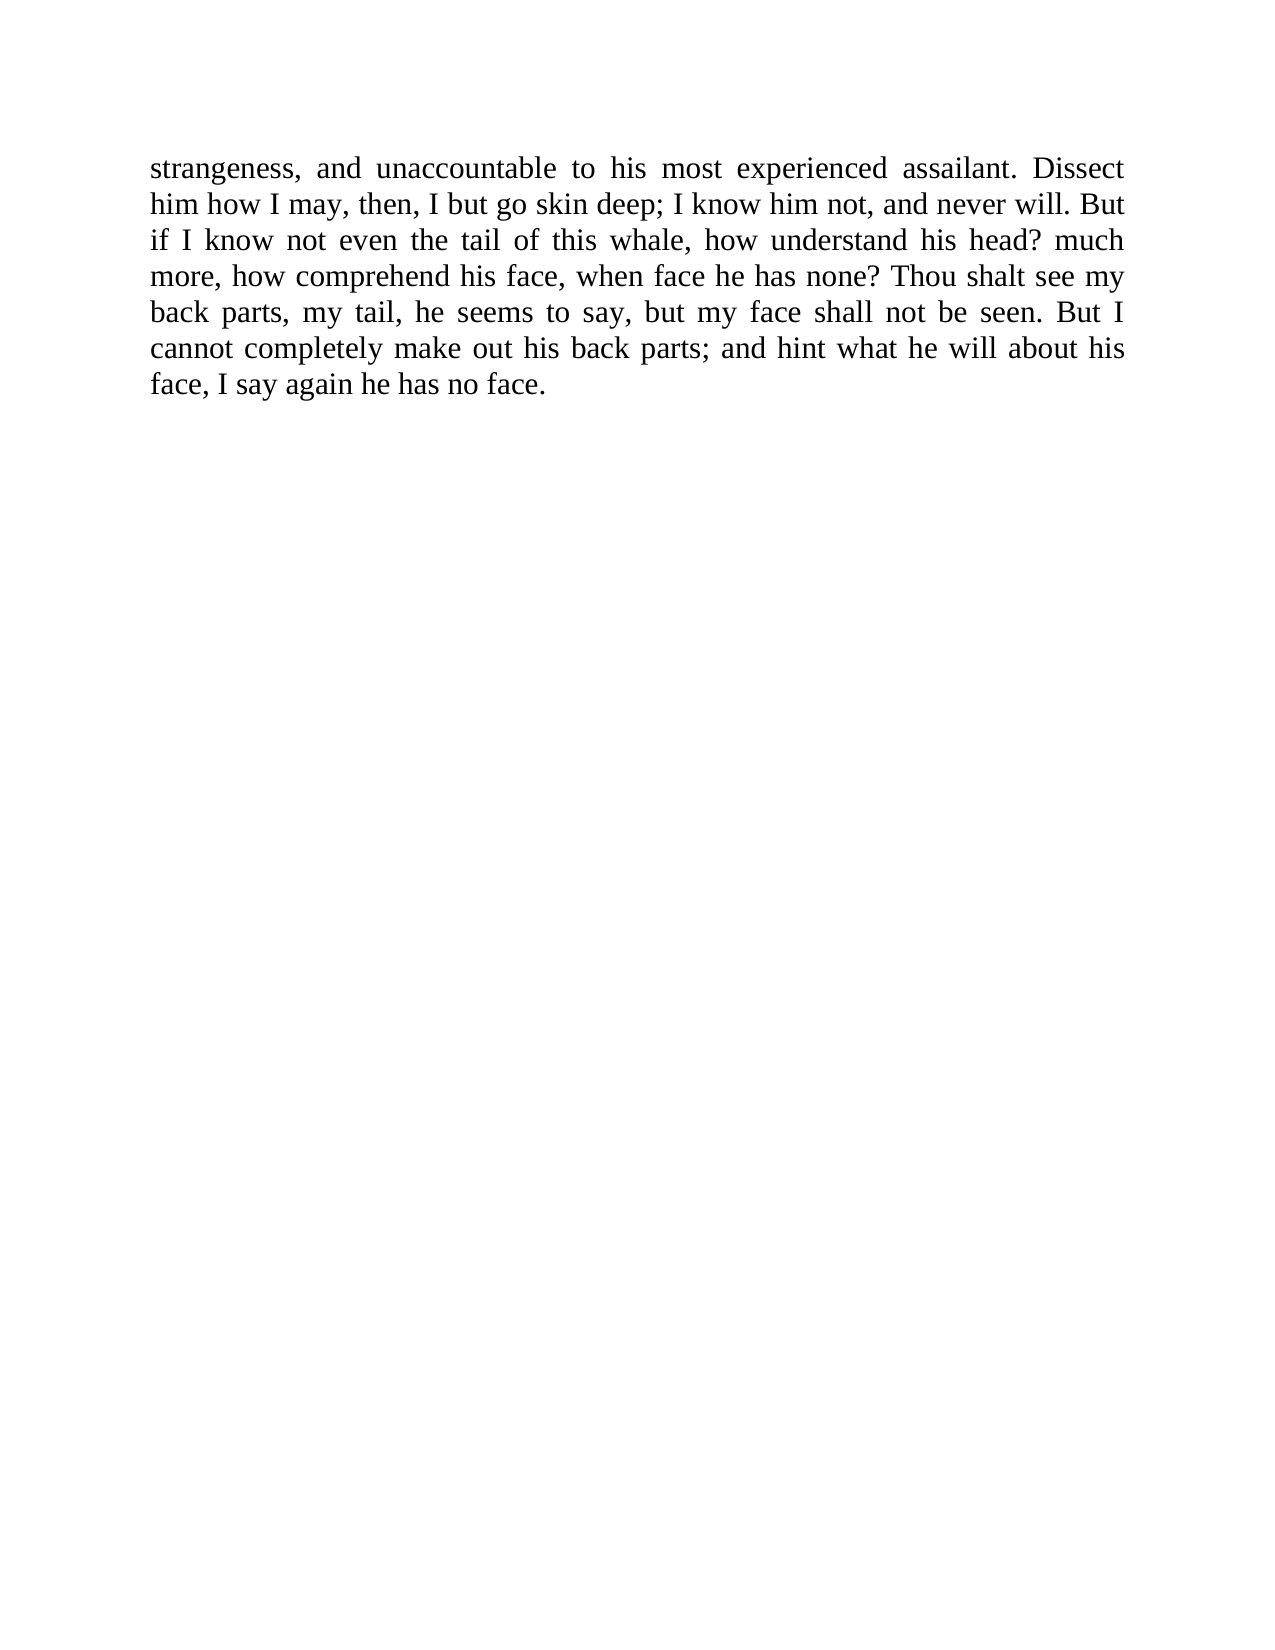 strangeness, and unaccountable to his most experienced assailant. Dissect
him how I may, then, I but go skin deep; I know him not, and never will. But
if I know not even the tail of this whale, how understand his head? much
more, how comprehend his face, when face he has none? Thou shalt see my
back parts, my tail, he seems to say, but my face shall not be seen. But I
cannot completely make out his back parts; and hint what he will about his
face, I say again he has no face.